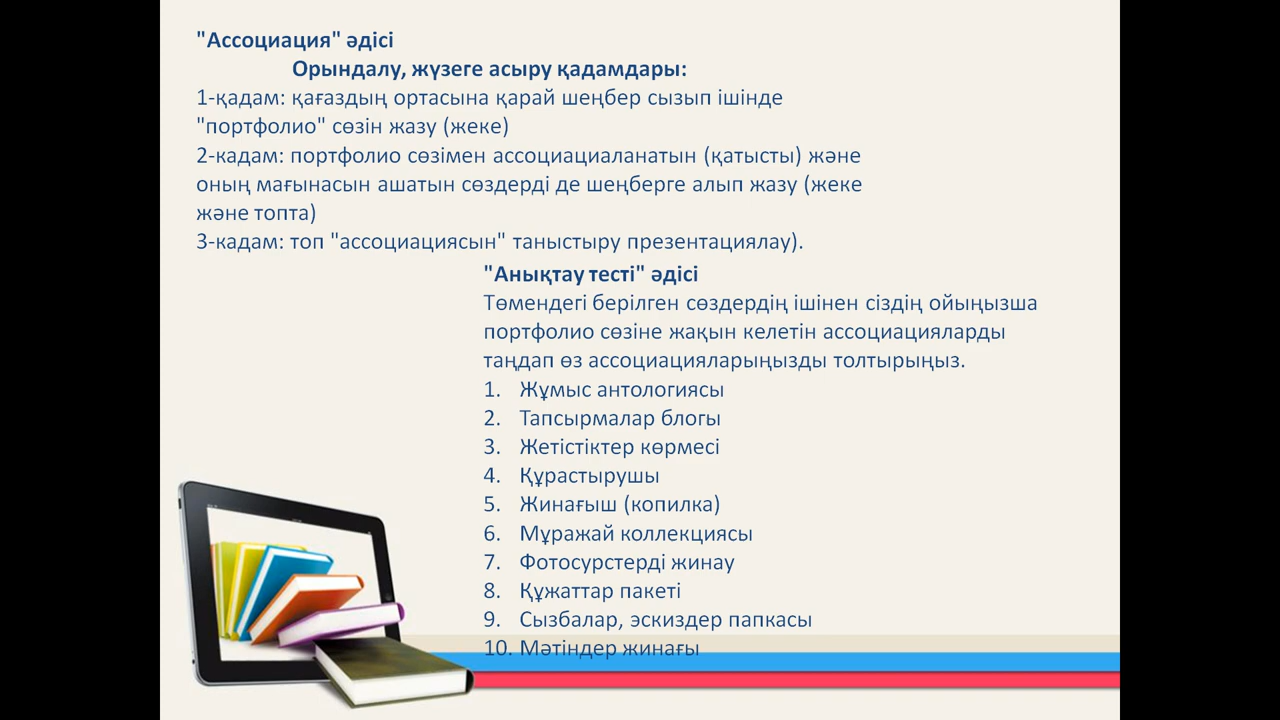 "Ассоциация" әдісі
Орындалу, жүзеге асыру қадамдары:
1-қадам: қағаздың ортасына қарай шеңбер сызып ішінде
"портфолио" сөзін жазу (жеке)
2-кадам: портфолио сөзімен ассоциациаланатын (қатысты) және
оның мағынасын ашатын сөздерді де шеңберге алып жазу (жеке
және топта)
3-кадам: топ "ассоциациясын" таныстыру презентациялау).
"Анықтау тесті" әдісі
Төмендегі берілген сөздердің ішінен сіздің ойыңызша
портфолио сөзіне жақын келетін ассоциацияларды
таңдап өз ассоциацияларыңызды толтырыңыз.
1. Жұмыс антологиясы
2. Тапсырмалар блогы
3. Жетістіктер көрмесі
4. Құрастырушы
5. Жинағыш (копилка)
6. Мұражай коллекциясы
7. Фотосурстерді жинау
8. Құжаттар пакеті
9. Сызбалар, эскиздер папкасы
10. Мәтіндер жинағы